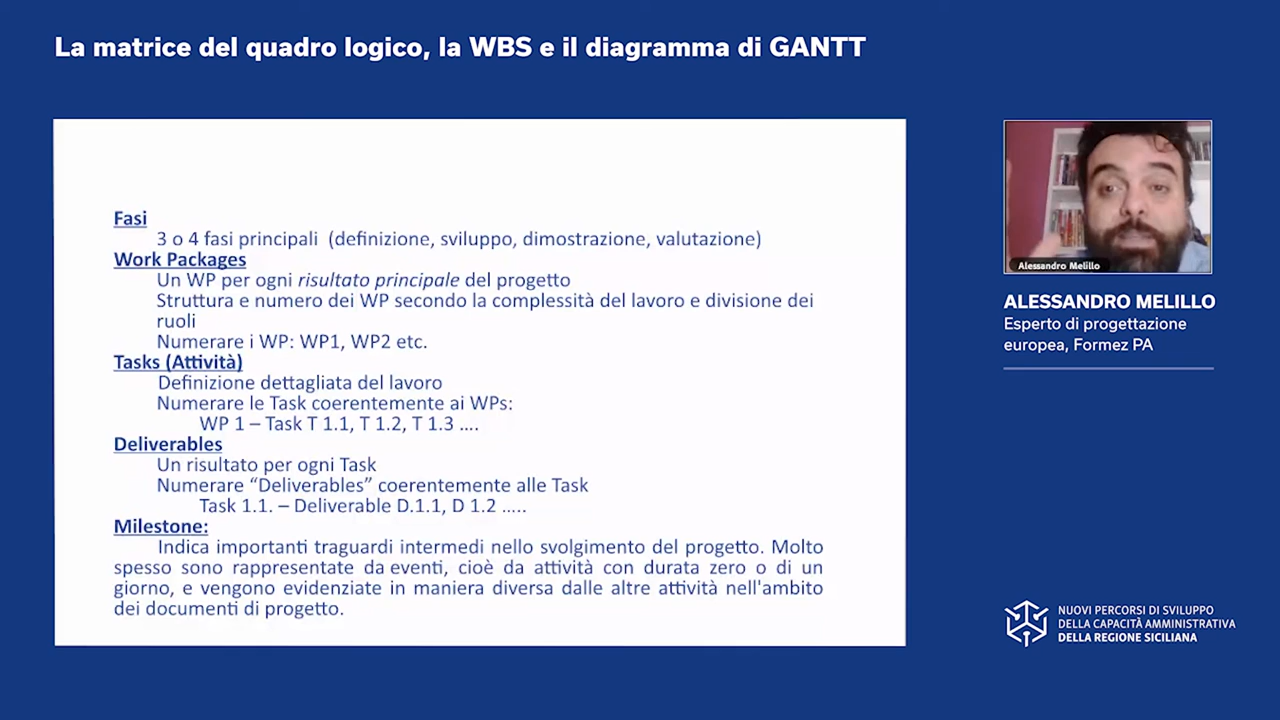 La matrice del quadro logico, la WBS e il diagramma di GANTT
Fasi
3 o 4 fasi principali (definizione, sviluppo, dimostrazione, valutazione)
Work Packages
Un WP per ogni risultato principale del progetto
Struttura e numero dei WP secondo la complessità del lavoro e divisione dei
ruoli
Numerare i WP: WP1, WP2 etc.
Tasks (Attività)
Definizione dettagliata del lavoro
Numerare le Task coerentemente ai WPs:
WP 1 – Task T 1.1, T 1.2, T 1.3 ....
Deliverables
Un risultato per ogni Task
Numerare “Deliverables” coerentemente alle Task
Task 1.1. – Deliverable D.1.1, D 1.2 .....
Milestone:
Indica importanti traguardi intermedi nello svolgimento del progetto. Molto
spesso sono rappresentate da eventi, cioè da attività con durata zero o di un
giorno, e vengono evidenziate in maniera diversa dalle altre attività nell'ambito
dei documenti di progetto.
Alessandro Melillo
ALESSANDRO MELILLO
Esperto di progettazione
europea, Formez PA
NUOVI PERCORSI DI SVILUPPO
DELLA CAPACITÀ AMMINISTRATIVA
DELLA REGIONE SICILIANA